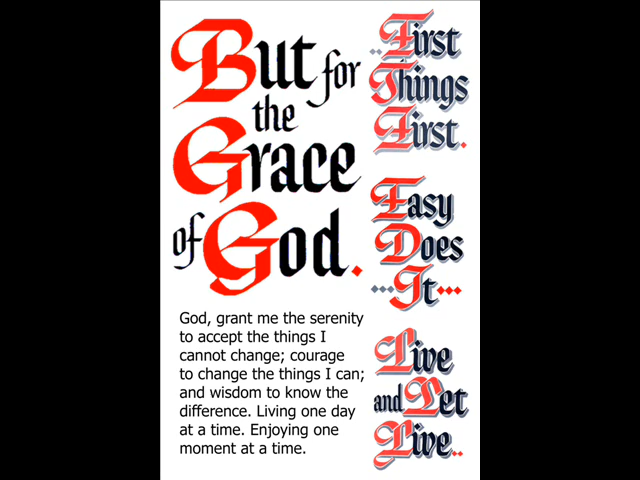 But for
the
Grace
of God.
God, grant me the serenity
to accept the things I
cannot change; courage
to change the things I can;
and wisdom to know the
difference. Living one day
at a time. Enjoying one
moment at a time.
First
Things
First.
Easy
Does
It
Live
and Let
Live..